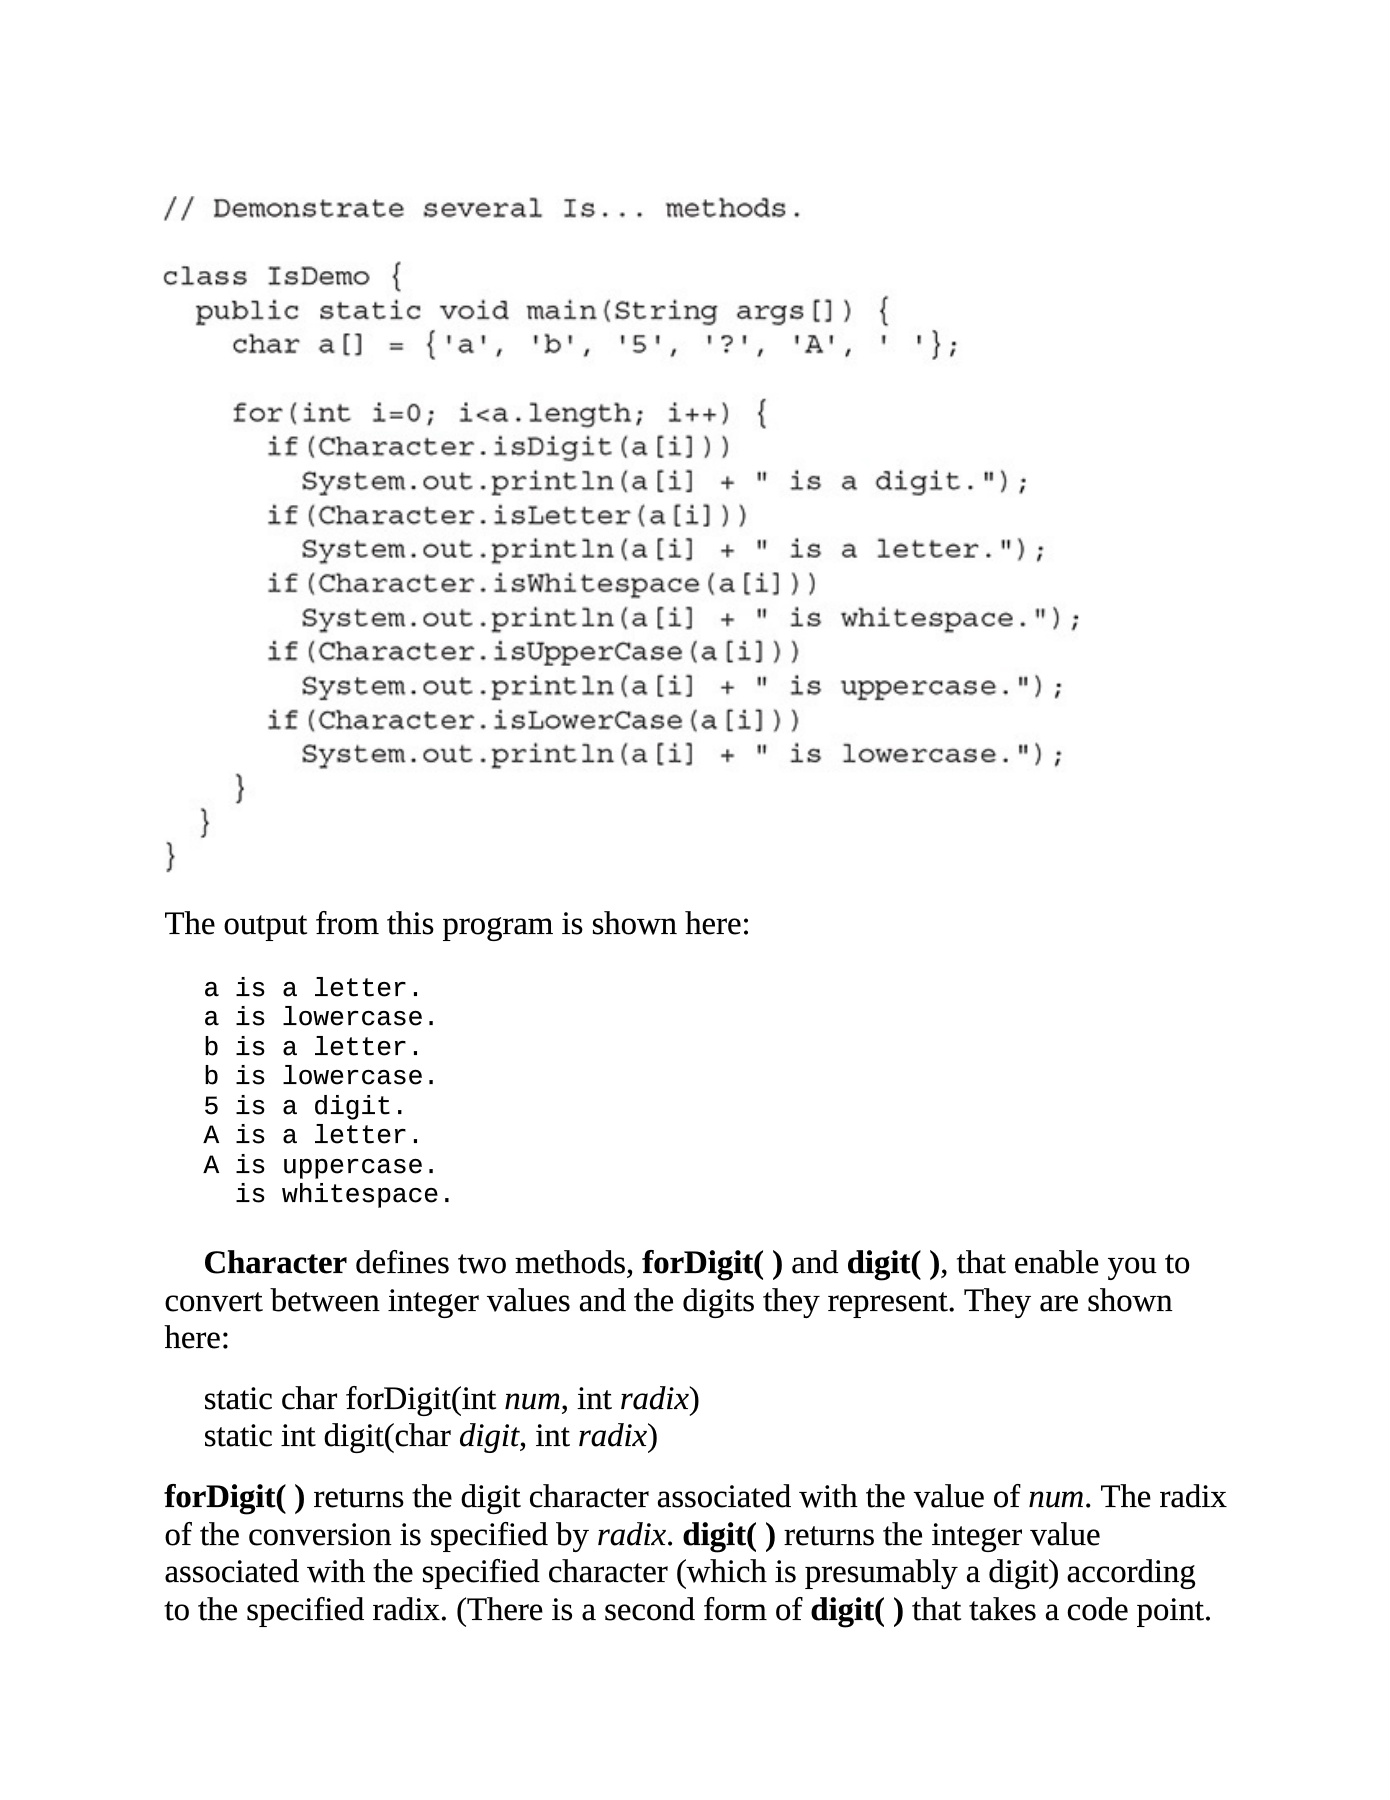 // Demonstrate several Is... methods.
class IsDemo {
  public static void main(String args[]) {
    char a[] = {'a', 'b', '5', '?', 'A', ' '};
    for(int i=0; i<a.length; i++) {
      if(Character.isDigit(a[i]))
        System.out.println(a[i] + " is a digit.");
      if(Character.isLetter(a[i]))
        System.out.println(a[i] + " is a letter.");
      if(Character.isWhitespace(a[i]))
        System.out.println(a[i] + " is whitespace.");
      if(Character.isUpperCase(a[i]))
        System.out.println(a[i] + " is uppercase.");
      if(Character.isLowerCase(a[i]))
        System.out.println(a[i] + " is lowercase.");
    }
  }
}
The output from this program is shown here:
a is a letter.
a is lowercase.
b is a letter.
b is lowercase.
5 is a digit.
A is a letter.
A is uppercase.
  is whitespace.
Character defines two methods, forDigit( ) and digit( ), that enable you to
convert between integer values and the digits they represent. They are shown
here:
static char forDigit(int num, int radix)
static int digit(char digit, int radix)
forDigit( ) returns the digit character associated with the value of num. The radix
of the conversion is specified by radix. digit( ) returns the integer value
associated with the specified character (which is presumably a digit) according
to the specified radix. (There is a second form of digit( ) that takes a code point.